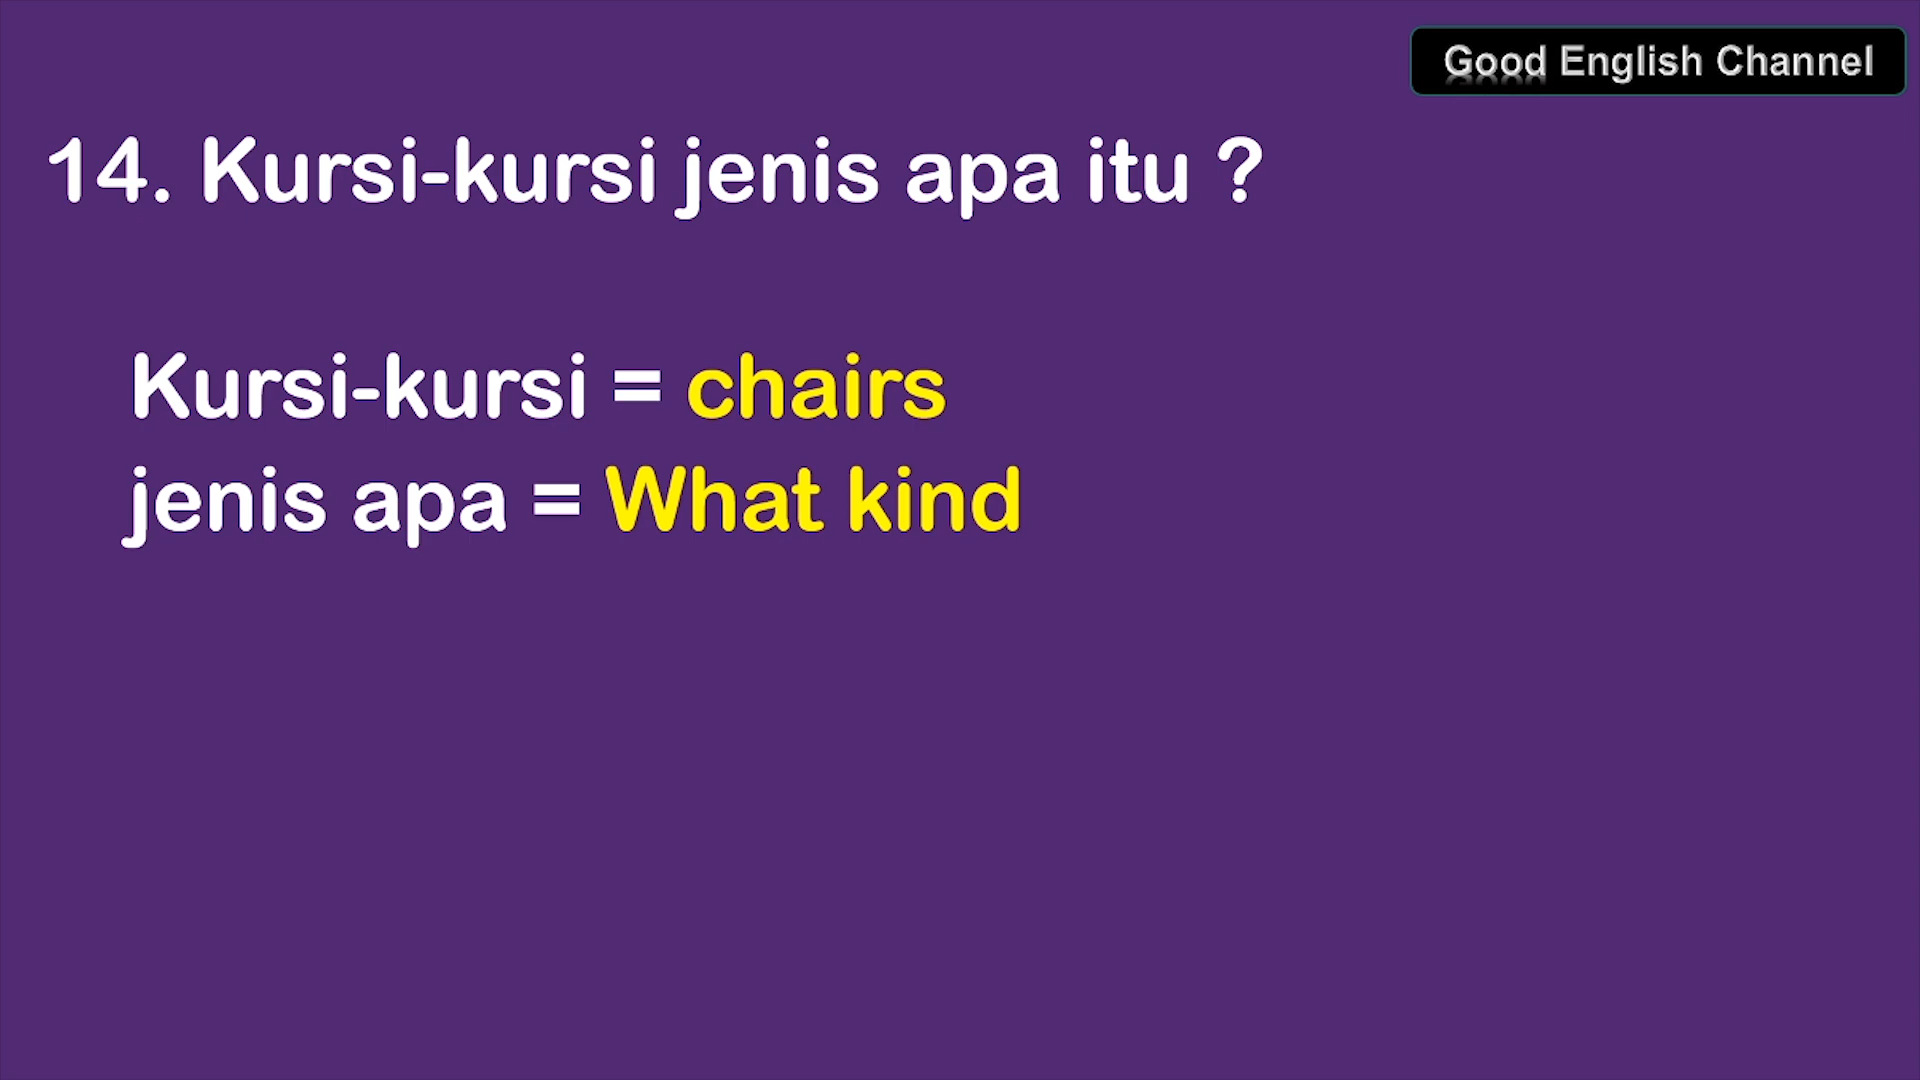 Good English Channel
14. Kursi-kursi jenis apa itu ?
Kursi-kursi = chairs
jenis apa = What kind